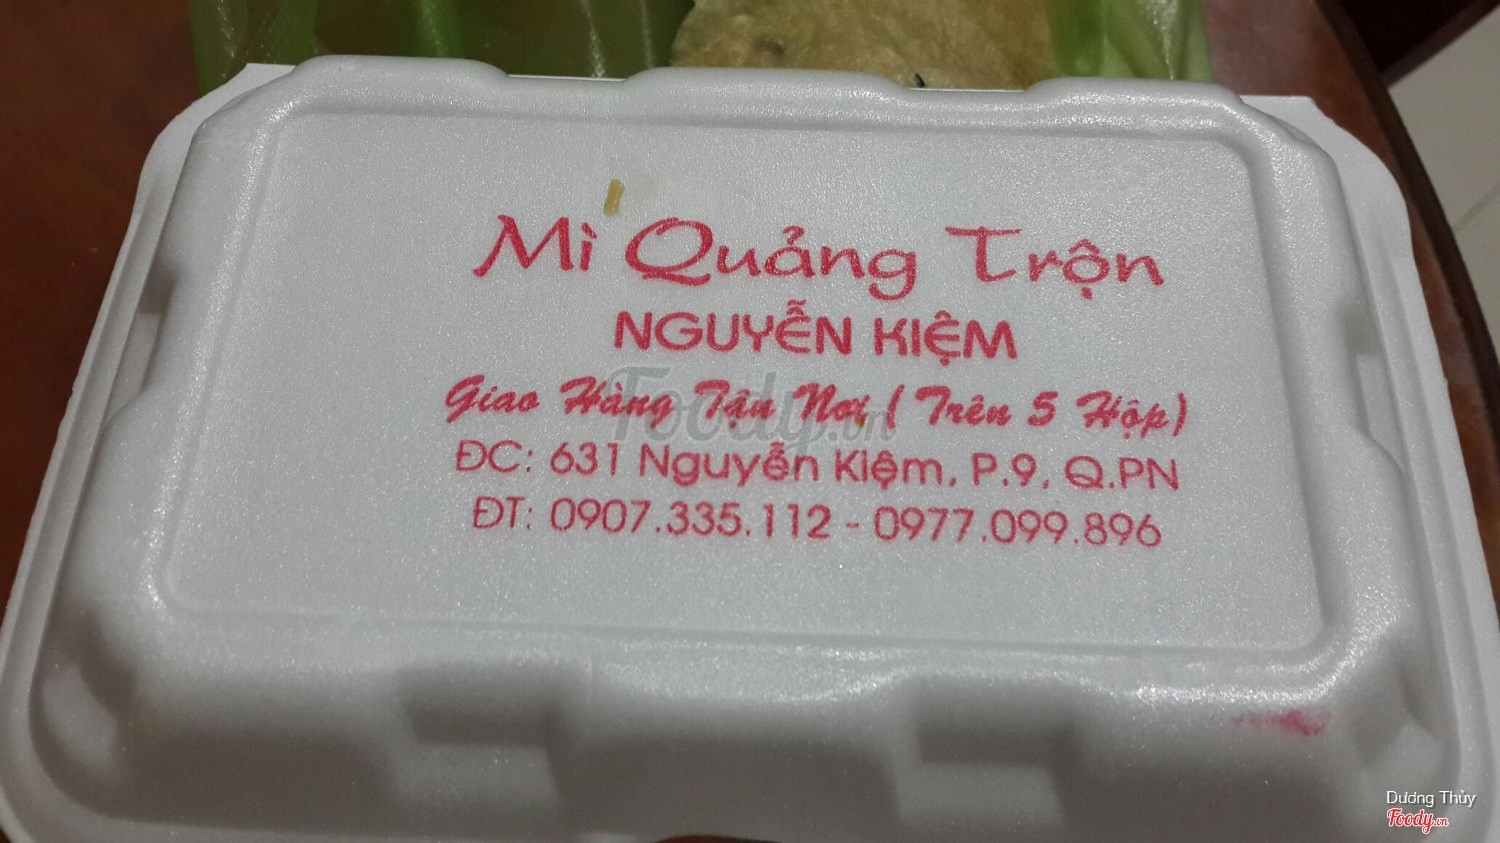 Mì Quảng Trộn
NGUYỄN KIỆM
Giao Hàng Tận Nơi (Trên 5 Hộp)
ĐC: 631 Nguyễn Kiệm, P.9, Q.PN
ĐT: 0907.335.112 - 0977.099.896
Foody.vn
Dương Thủy
Foody.vn